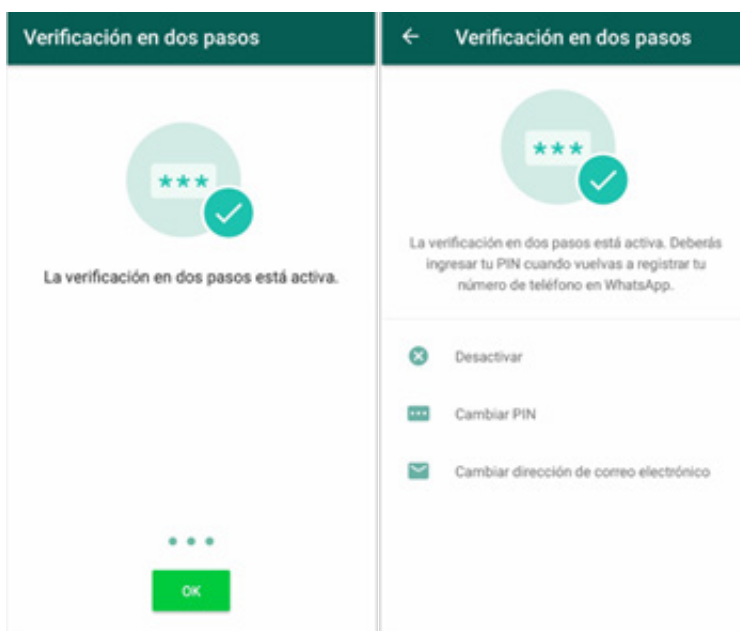 Verificación en dos pasos
***
La verificación en dos pasos está activa.
OK
Verificación en dos pasos
***
La verificación en dos pasos está activa. Deberás
ingresar tu PIN cuando vuelvas a registrar tu
número de teléfono en WhatsApp.
Desactivar
Cambiar PIN
Cambiar dirección de correo electrónico